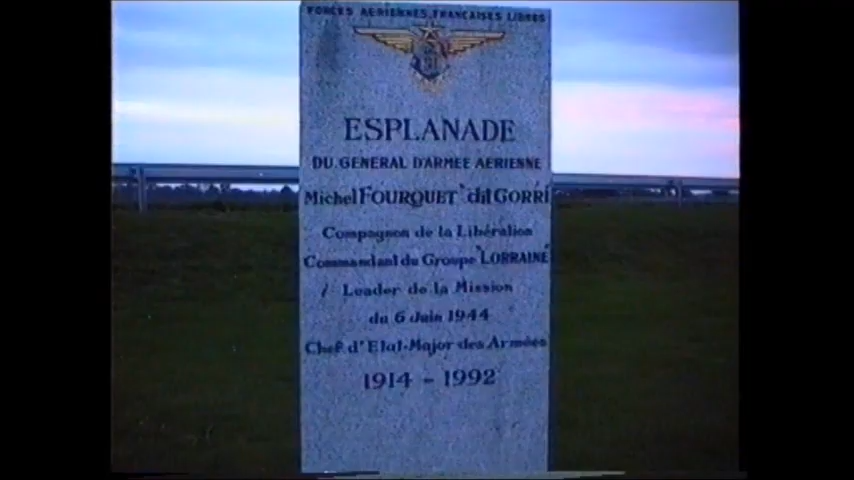 FORCES AERIENNES FRANÇAISES LIBRES
ESPLANADE
DU GENERAL D'ARMEE AERIENNE
Michel FOURQUET "dit GORRI"
Compagnon de la Libération
Commandant du Groupe "LORRAINE"
Leader de la Mission
du 6 Juin 1944
Chef d'Etat-Major des Armées
1914 - 1992